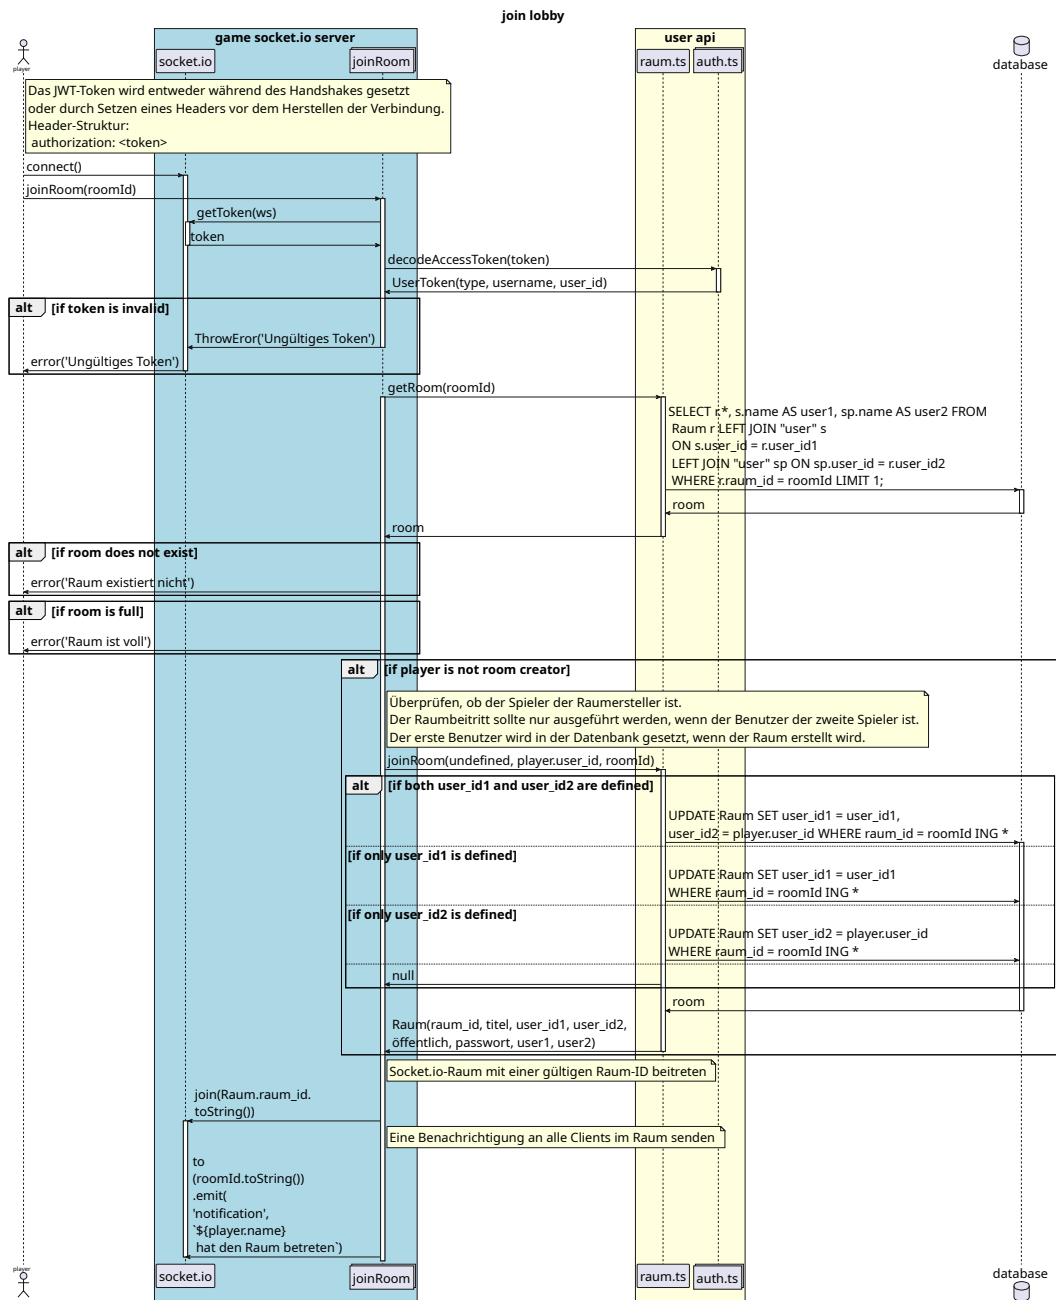 join lobby
game socket.io server
user api
player
socket.io
joinRoom
raum.ts
auth.ts
database
Das JWT-Token wird entweder während des Handshakes gesetzt
oder durch Setzen eines Headers vor dem Herstellen der Verbindung.
Header-Struktur:
authorization: <token>
connect()
joinRoom(roomId)
getToken(ws)
token
decodeAccessToken(token)
UserToken(type, username, user_id)
alt [if token is invalid]
ThrowEror('Ungültiges Token')
error('Ungültiges Token')
getRoom(roomId)
SELECT r.*, s.name AS user1, sp.name AS user2 FROM
Raum r LEFT JOIN "user" s
ON s.user_id = r.user_id1
LEFT JOIN "user" sp ON sp.user_id = r.user_id2
WHERE r.raum_id = roomId LIMIT 1;
room
room
alt [if room does not exist]
error('Raum existiert nicht')
alt [if room is full]
error('Raum ist voll')
alt [if player is not room creator]
Überprüfen, ob der Spieler der Raumersteller ist.
Der Raumbeitritt sollte nur ausgeführt werden, wenn der Benutzer der zweite Spieler ist.
Der erste Benutzer wird in der Datenbank gesetzt, wenn der Raum erstellt wird.
joinRoom(undefined, player.user_id, roomId)
alt [if both user_id1 and user_id2 are defined]
UPDATE Raum SET user_id1 = user_id1,
user_id2 = player.user_id WHERE raum_id = roomId ING *
[if only user_id1 is defined]
UPDATE Raum SET user_id1 = user_id1
WHERE raum_id = roomId ING *
[if only user_id2 is defined]
UPDATE Raum SET user_id2 = player.user_id
WHERE raum_id = roomId ING *
null
room
Raum(raum_id, titel, user_id1, user_id2,
öffentlich, passwort, user1, user2)
Socket.io-Raum mit einer gültigen Raum-ID beitreten
join(Raum.raum_id.
toString())
Eine Benachrichtigung an alle Clients im Raum senden
to
(roomId.toString())
.emit(
'notification',
`${player.name}
hat den Raum betreten`)
player
socket.io
joinRoom
raum.ts
auth.ts
database